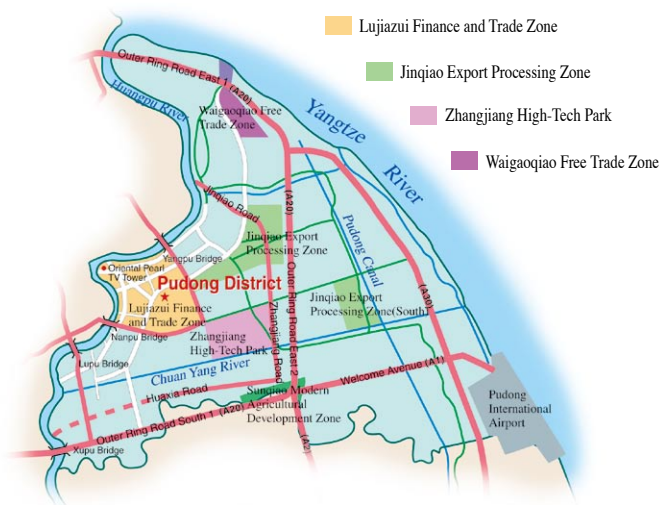 Lujiazui Finance and Trade Zone
Jinqiao Export Processing Zone
Zhangjiang High-Tech Park
Waigaoqiao Free Trade Zone
Outer Ring Road East 1 (A20)
Huangpu River
Waigaoqiao Free
Trade Zone
Yangtze
River
Jinqiao Road
(A20)
Pudong Canal
Jinqiao Export
Processing Zone
Yangpu Bridge
Oriental Pearl
TV Tower
Pudong District
Outer Ring Road East 2
Jinqiao Export
Processing Zone(South)
(A30)
Lujiazui Finance
and Trade Zone
Nanpu Bridge
Zhangjiang
High-Tech Park
Zhangjiang Road
Lupu Bridge
Chuan Yang River
Welcome Avenue (A1)
Huaxia Road
Sunqiao Modern
Agricultural
Development Zone
Pudong
International
Airport
Outer Ring Road South 1 (A20)
(A2)
Xupu Bridge